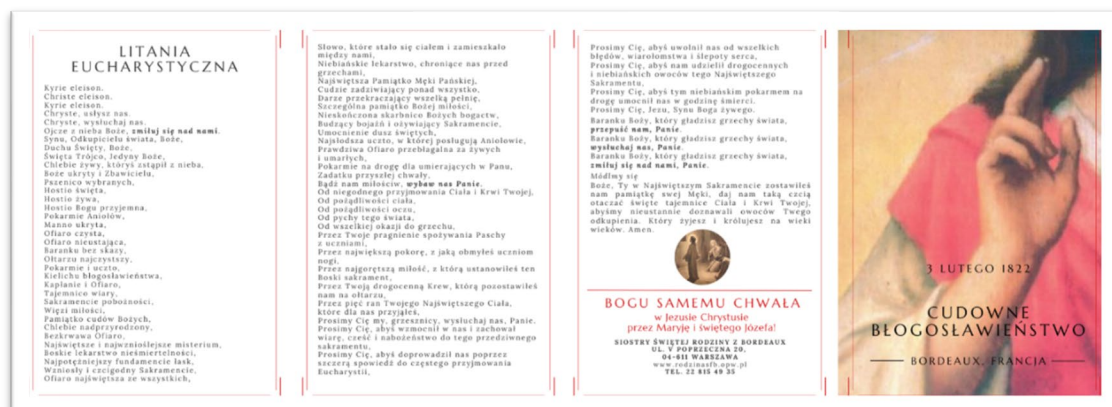 LITANIA
EUCHARYSTYCZNA
Kyrie eleison.
Christe eleison.
Kyrie eleison.
Chryste, usłysz nas.
Chryste, wysłuchaj nas.
Ojcze z nieba Boże, zmiłuj się nad nami.
Synu, Odkupicielu świata, Boże,
Duchu Święty, Boże,
Święta Trójco, Jedyny Boże,
Chlebie żywy, któryś zstąpił z nieba,
Boże ukryty i Zbawicielu,
Pszenico wybranych,
Hostio święta,
Hostio żywa,
Hostio Bogu przyjemna,
Pokarmie Aniołów,
Manno ukryta,
Ofiaro czysta,
Ofiaro nieustająca,
Baranku bez skazy,
Ołtarzu najczystszy,
Pokarmie i uczto,
Kielichu błogosławieństwa,
Kapłanie i Ofiaro,
Tajemnico wiary,
Sakramencie pobożności,
Więzi miłości,
Pamiątko cudów Bożych,
Chlebie nadprzyrodzony,
Bezkrwawa Ofiaro,
Najświętsze i najwznioślejsze misterium,
Boskie lekarstwo nieśmiertelności,
Najpotężniejszy fundamencie łask,
Wzniosły i czcigodny Sakramencie,
Ofiaro najświętsza ze wszystkich,
Słowo, które stało się ciałem i zamieszkało
między nami,
Niebiańskie lekarstwo, chroniące nas przed
grzechami,
Najświętsza Pamiątko Męki Pańskiej,
Cudzie zadziwiający ponad wszystko,
Darze przekraczający wszelką pełnię,
Szczególna pamiątko Bożej miłości,
Nieskończona skarbnico Bożych bogactw,
Budzący bojaźń i ożywiający Sakramencie,
Umocnienie dusz świętych,
Najsłodsza uczto, w której posługują Aniołowie,
Prawdziwa Ofiaro przebłagalna za żywych
i umarłych,
Pokarmie na drogę dla umierających w Panu,
Zadatku przyszłej chwały,
Bądź nam miłościw, wybaw nas Panie.
Od niegodnego przyjmowania Ciała i Krwi Twojej,
Od pożądliwości ciała,
Od pożądliwości oczu,
Od pychy tego świata,
Od wszelkiej okazji do grzechu,
Przez Twoje pragnienie spożywania Paschy
z uczniami,
Przez największą pokorę, z jaką obmyłeś uczniom
nogi,
Przez najgorętszą miłość, z którą ustanowiłeś ten
Boski sakrament,
Przez Twoją drogocenną Krew, którą pozostawiłeś
nam na ołtarzu,
Przez pięć ran Twojego Najświętszego Ciała,
które dla nas przyjąłeś,
Prosimy Cię my, grzesznicy, wysłuchaj nas, Panie.
Prosimy Cię, abyś wzmocnił w nas i zachował
wiarę, cześć i nabożeństwo do tego przedziwnego
sakramentu,
Prosimy Cię, abyś doprowadził nas poprzez
szczerą spowiedź do częstego przyjmowania
Eucharystii,
Prosimy Cię, abyś uwolnił nas od wszelkich
błędów, wiarołomstwa i ślepoty serca,
Prosimy Cię, abyś nam udzielił drogocennych
i niebiańskich owoców tego Najświętszego
Sakramentu,
Prosimy Cię, abyś tym niebiańskim pokarmem na
drogę umocnił nas w godzinę śmierci.
Prosimy Cię, Jezu, Synu Boga żywego.
Baranku Boży, który gładzisz grzechy świata,
przepuść nam, Panie.
Baranku Boży, który gładzisz grzechy świata,
wysłuchaj nas, Panie.
Baranku Boży, który gładzisz grzechy świata,
zmiłuj się nad nami, Panie.
Módlmy się
Boże, Ty w Najświętszym Sakramencie zostawiłeś
nam pamiątkę swej Męki, daj nam taką czcią
otaczać święte tajemnice Ciała i Krwi Twojej,
abyśmy nieustannie doznawali owoców Twego
odkupienia. Który żyjesz i królujesz na wieki
wieków. Amen.
BOGU SAMEMU CHWAŁA
w Jezusie Chrystusie
przez Maryję i świętego Józefa!
SIOSTRY ŚWIĘTEJ RODZINY Z BORDEAUX
UL. V POPRZECZNA 20,
04-611 WARSZAWA
www.rodzinasfb.opw.pl
TEL. 22 815 49 35
3 LUTEGO 1822
CUDOWNE
BŁOGOSŁAWIEŃSTWO
BORDEAUX, FRANCJA